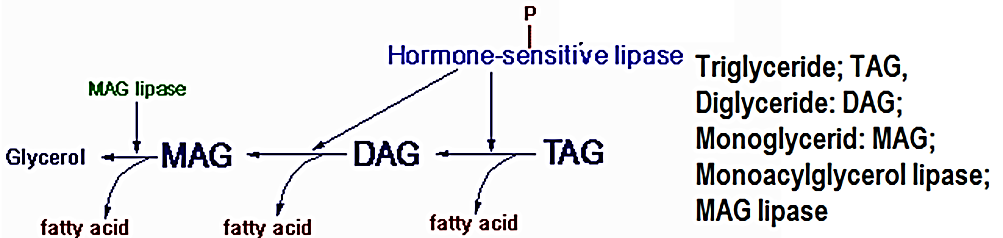 P
Hormone-sensitive lipase
MAG lipase
Glycerol MAG DAG TAG
fatty acid fatty acid fatty acid
Triglyceride; TAG,
Diglyceride: DAG;
Monoglycerid: MAG;
Monoacylglycerol lipase;
MAG lipase